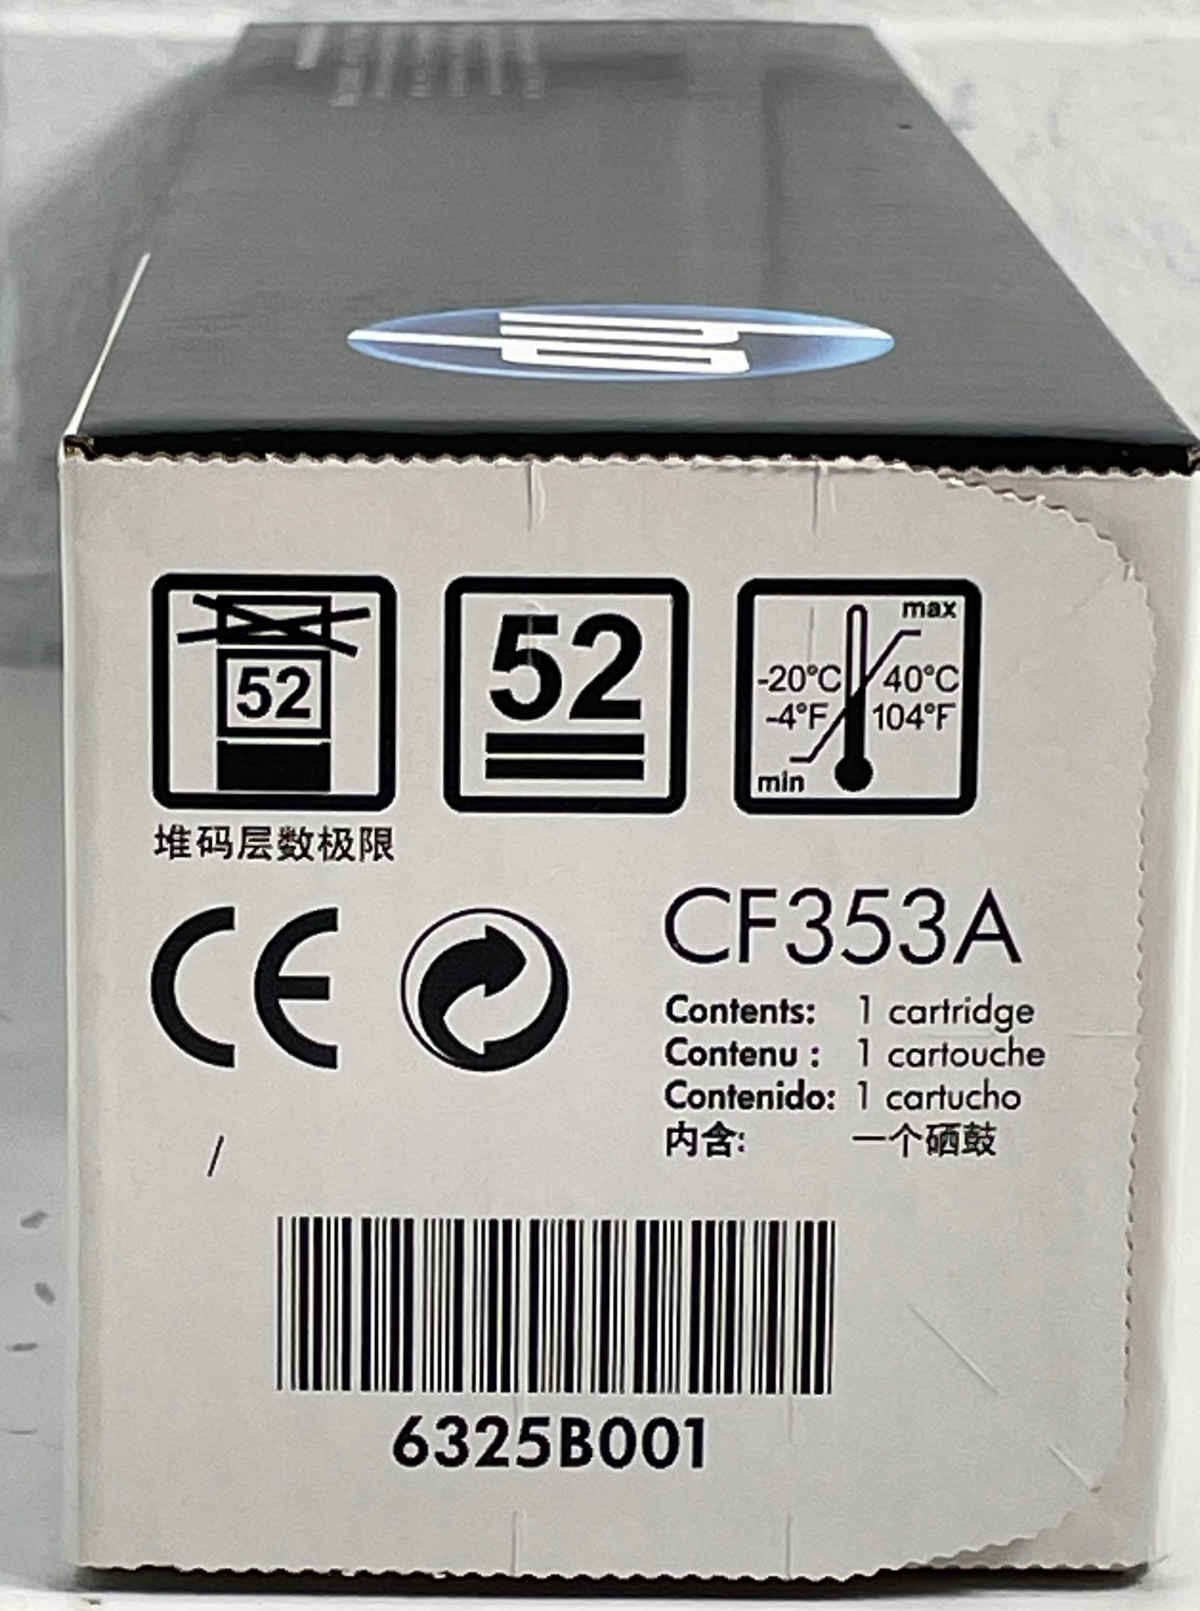 52
52
max
-20°C 40°C
-4°F 104°F
min
堆码层数极限
CE
CF353A
Contents: 1 cartridge
Contenu : 1 cartouche
Contenido: 1 cartucho
内含: 一个硒鼓
/
6325B001